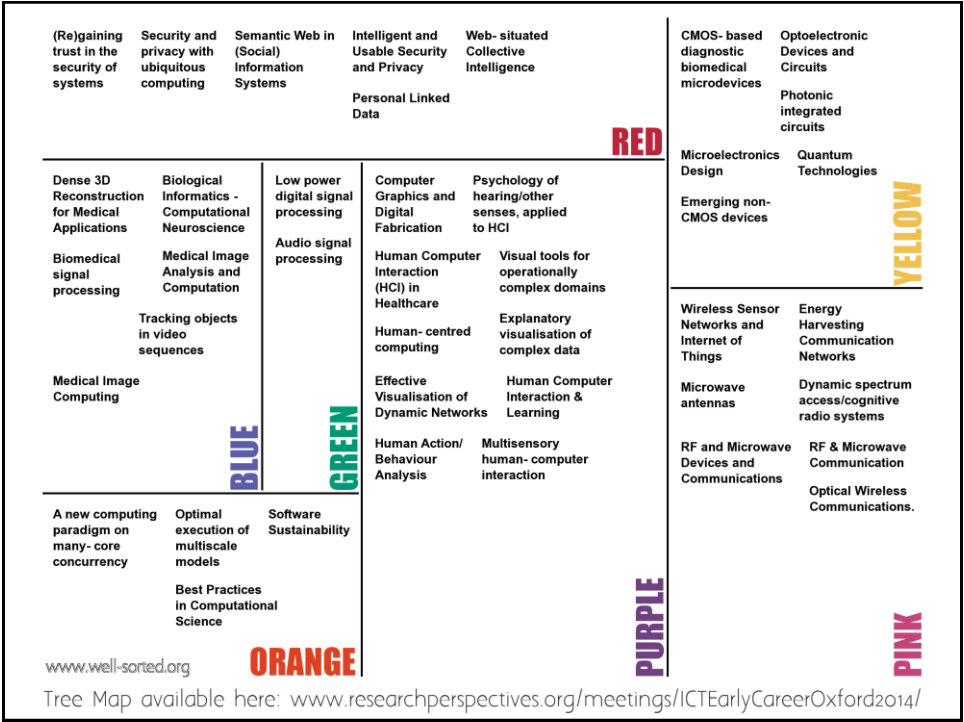 (Re)gaining
trust in the
security of
systems
Security and
privacy with
ubiquitous
computing
Semantic Web in
(Social)
Information
Systems
Intelligent and
Usable Security
and Privacy
Web- situated
Collective
Intelligence
Personal Linked
Data
RED
CMOS- based
diagnostic
biomedical
microdevices
Optoelectronic
Devices and
Circuits
Photonic
integrated
circuits
Microelectronics
Design
Quantum
Technologies
Emerging non-
CMOS devices
YELLOW
Dense 3D
Reconstruction
for Medical
Applications
Biological
Informatics -
Computational
Neuroscience
Biomedical
signal
processing
Medical Image
Analysis and
Computation
Tracking objects
in video
sequences
Medical Image
Computing
BLUE
Low power
digital signal
processing
Audio signal
processing
GREEN
Computer
Graphics and
Digital
Fabrication
Psychology of
hearing/other
senses, applied
to HCI
Human Computer
Interaction
(HCI) in
Healthcare
Visual tools for
operationally
complex domains
Human- centred
computing
Explanatory
visualisation of
complex data
Effective
Visualisation of
Dynamic Networks
Human Computer
Interaction &
Learning
Human Action/
Behaviour
Analysis
Multisensory
human- computer
interaction
PURPLE
Wireless Sensor
Networks and
Internet of
Things
Energy
Harvesting
Communication
Networks
Microwave
antennas
Dynamic spectrum
access/cognitive
radio systems
RF and Microwave
Devices and
Communications
RF & Microwave
Communication
Optical Wireless
Communications.
PINK
A new computing
paradigm on
many- core
concurrency
Optimal
execution of
multiscale
models
Software
Sustainability
Best Practices
in Computational
Science
ORANGE
www.well-sorted.org
Tree Map available here: www.researchperspectives.org/meetings/ICTEarlyCareerOxford2014/